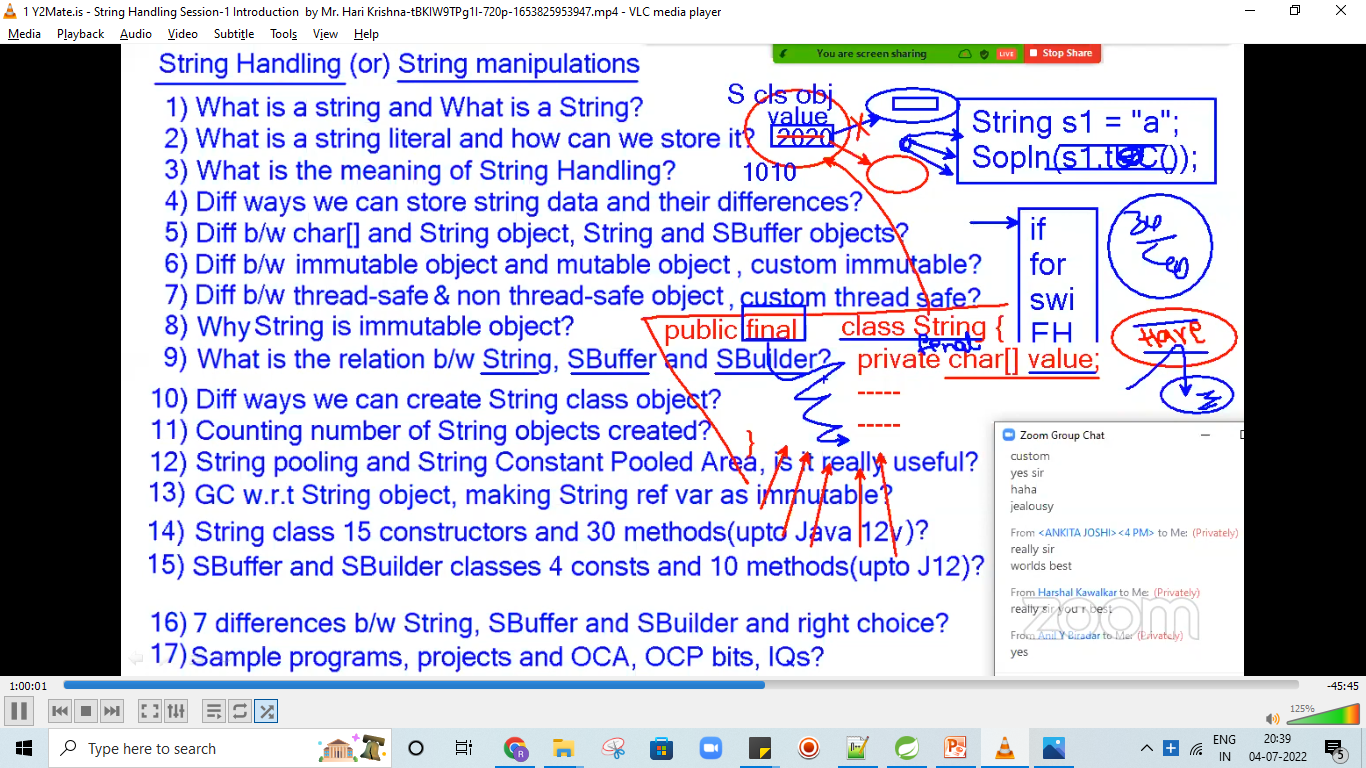 1 Y2Mate.is - String Handling Session-1 Introduction by Mr. Hari Krishna-tBKlW9TPg1I-720p-1653825953947.mp4 - VLC media player
Media Playback Audio Video Subtitle Tools View Help
You are screen sharing LIVE Stop Share
String Handling (or) String manipulations
1) What is a string and What is a String?
2) What is a string literal and how can we store it?
3) What is the meaning of String Handling?
4) Diff ways we can store string data and their differences?
5) Diff b/w char[] and String object, String and SBuffer objects?
6) Diff b/w immutable object and mutable object , custom immutable?
7) Diff b/w thread-safe & non thread-safe object , custom thread safe?
8) Why String is immutable object?
9) What is the relation b/w String, SBuffer and SBuilder?
10) Diff ways we can create String class object?
11) Counting number of String objects created?
12) String pooling and String Constant Pooled Area, is it really useful?
13) GC w.r.t String object, making String ref var as immutable?
14) String class 15 constructors and 30 methods(upto Java 12v)?
15) SBuffer and SBuilder classes 4 consts and 10 methods(upto J12)?
16) 7 differences b/w String, SBuffer and SBuilder and right choice?
17) Sample programs, projects and OCA, OCP bits, IQs?
S cls obj
value
2020
1010
String s1 = "a";
Sopln(s1.t C());
if
for
swi
FH
Hare
public final class String {
private char[] value;
-----
-----
}
Zoom Group Chat
custom
yes sir
haha
jealousy
From <ANKITA JOSHI><4 PM> to Me: (Privately)
really sir
worlds best
From Harshal Kawalkar to Me: (Privately)
really sir you r best
From Anil Y Biradar to Me: (Privately)
yes
zoom
1:00:01
-45:45
125%
Type here to search
ENG
IN
20:39
04-07-2022
5